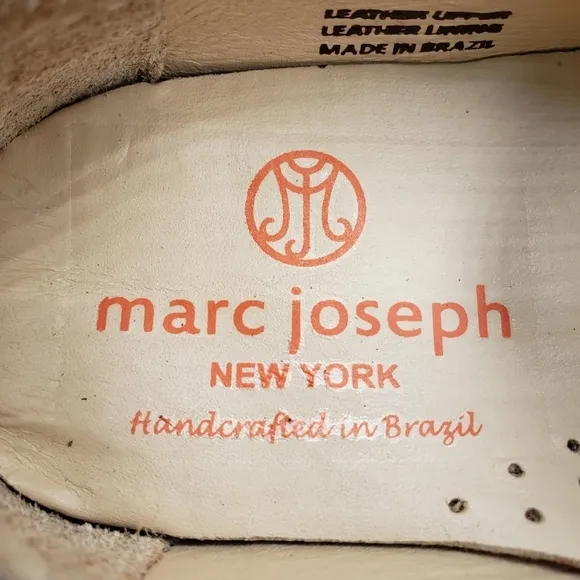 LEATHER UPPER
LEATHER LINING
MADE IN BRAZIL
marc joseph
NEW YORK
Handcrafted in Brazil